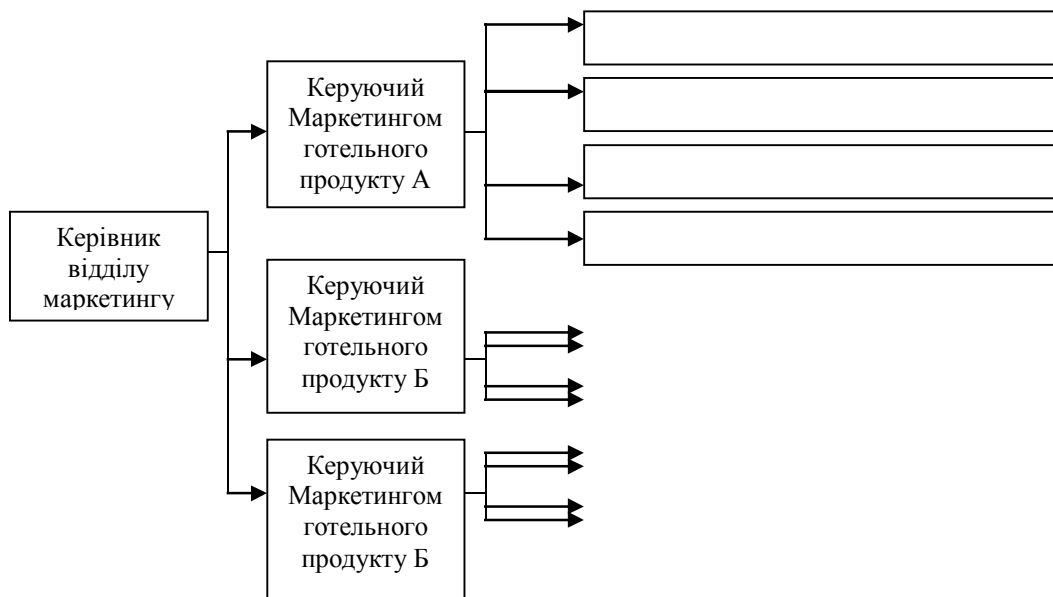 Керуючий
Маркетингом
готельного
продукту А
Керівник
відділу
маркетингу
Керуючий
Маркетингом
готельного
продукту Б
Керуючий
Маркетингом
готельного
продукту Б